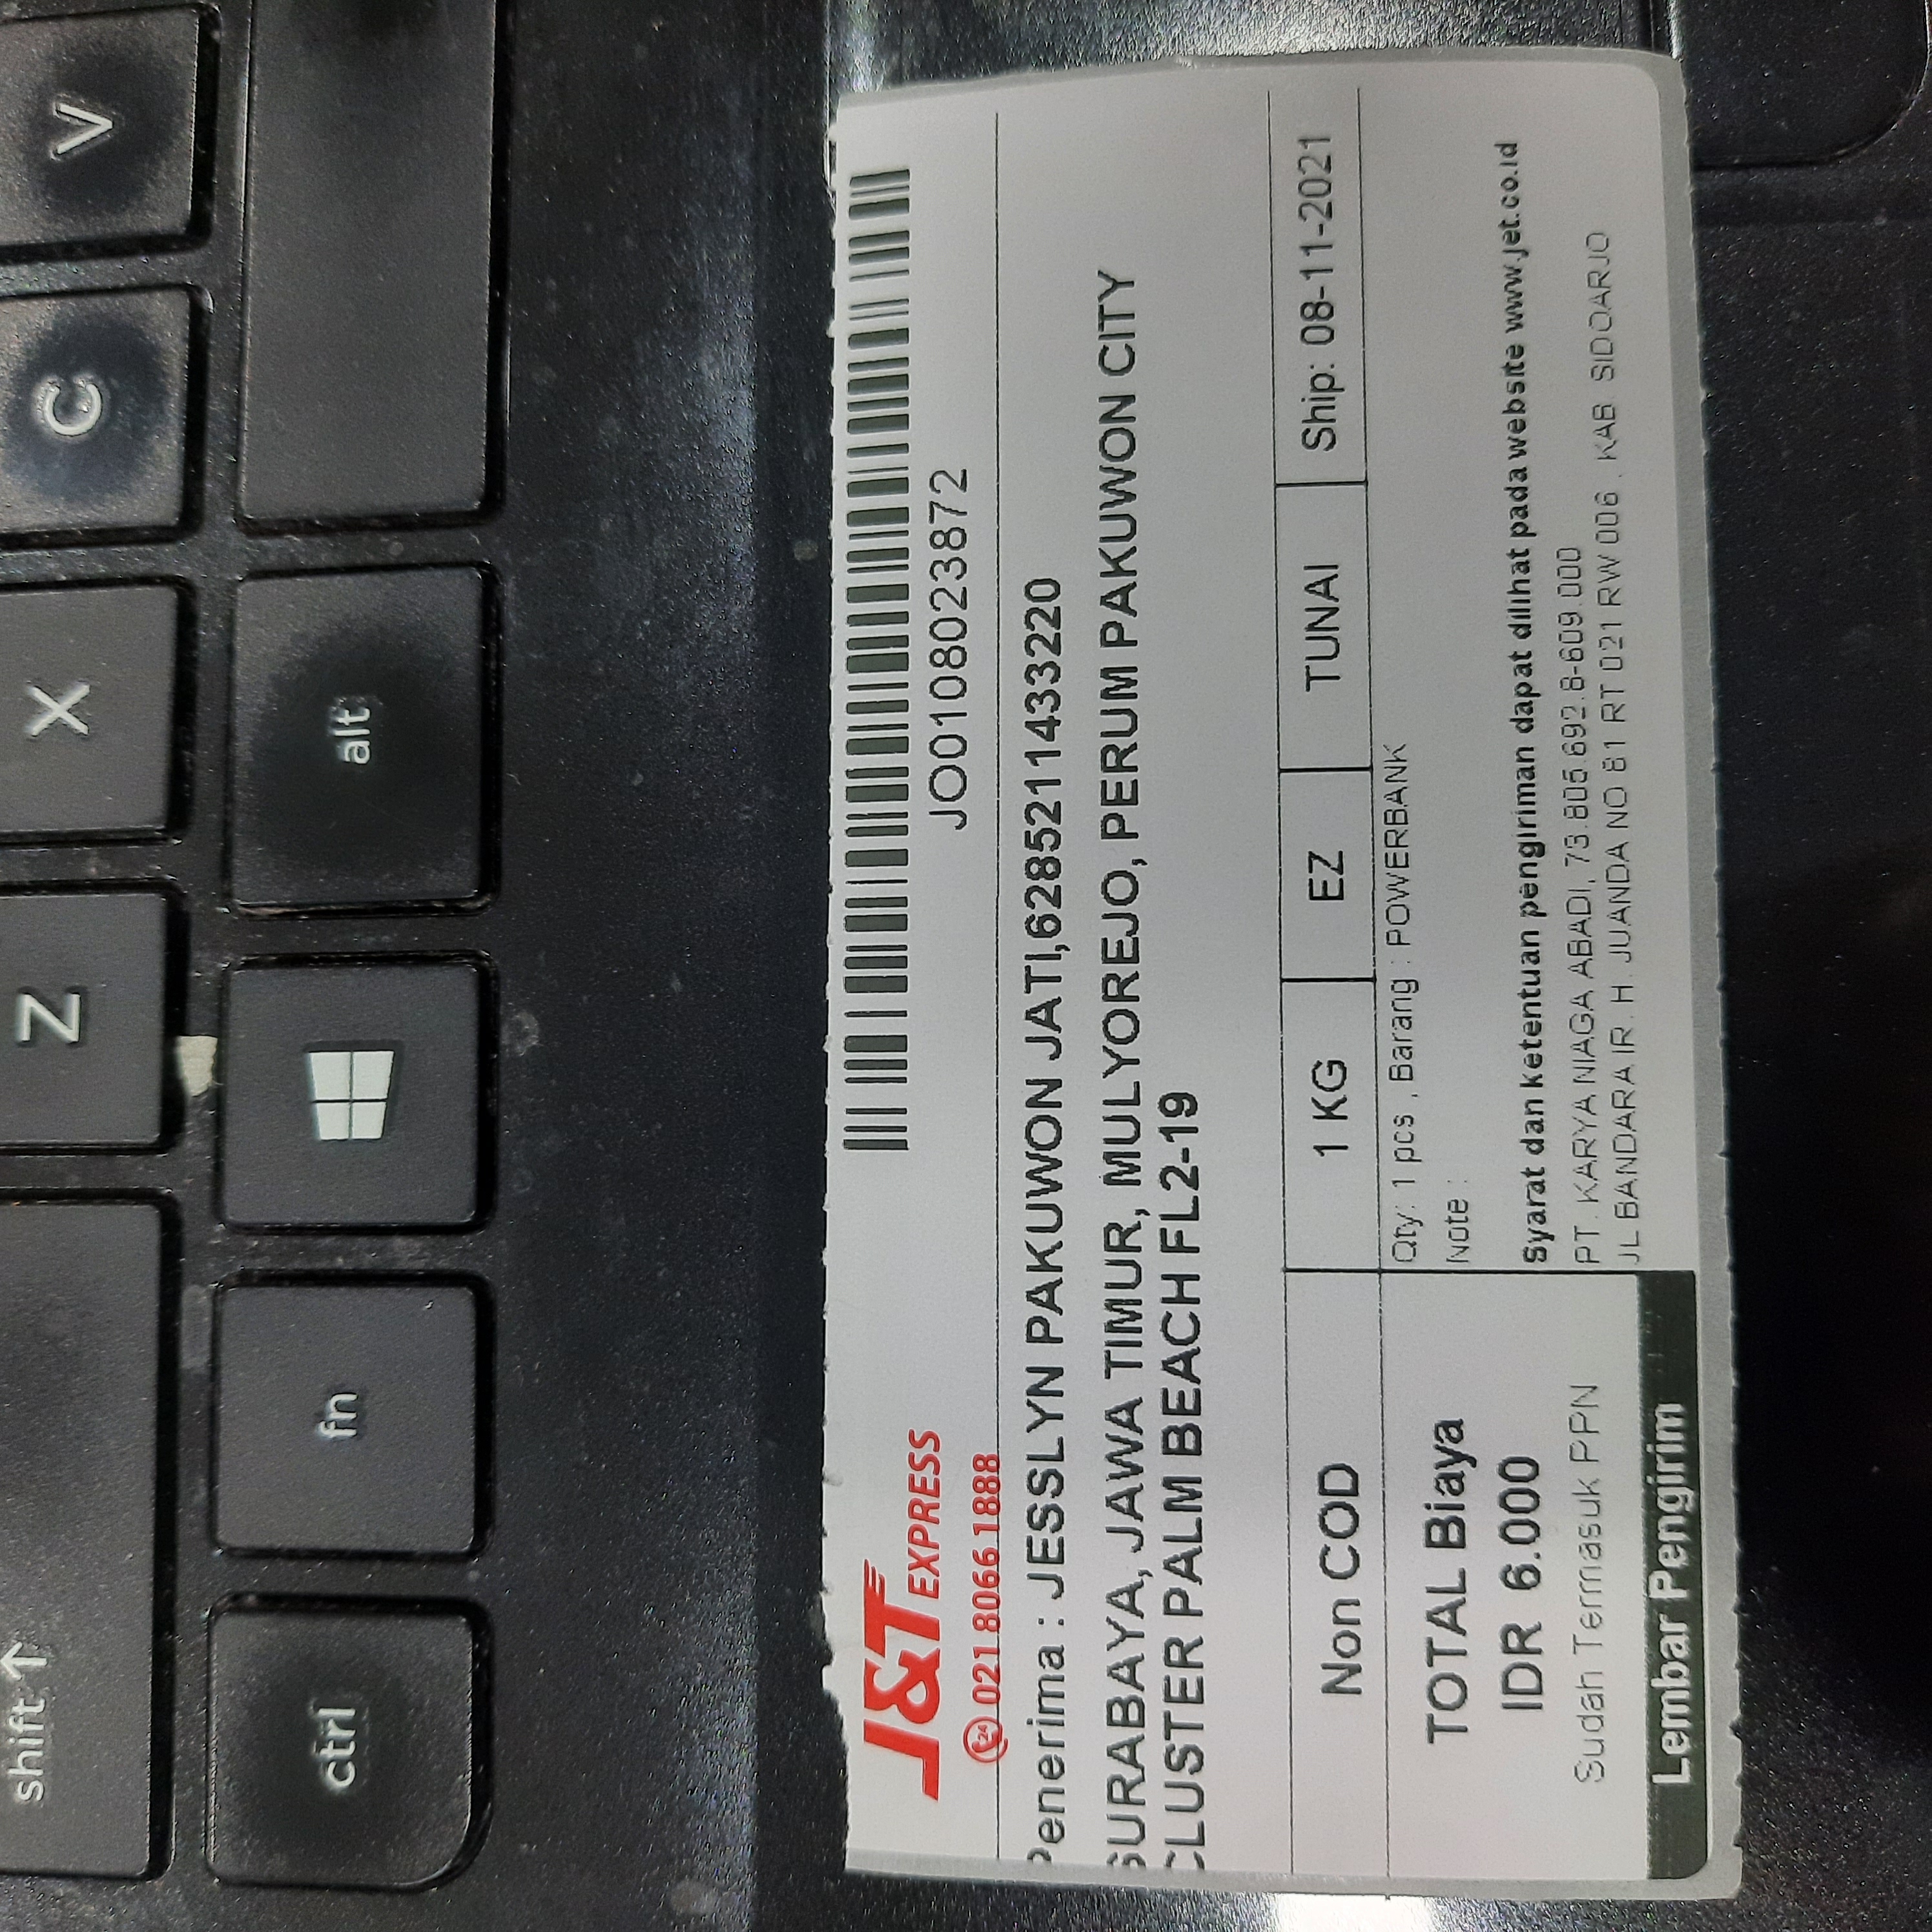 shift ↑
Z
X
C
V
ctrl
fn
alt
J&T EXPRESS
24 021 8066 1888
JO0108023872
Penerima : JESSLYN PAKUWON JATI,6285211433220
SURABAYA, JAWA TIMUR, MULYOREJO, PERUM PAKUWON CITY
CLUSTER PALM BEACH FL2-19
Non COD
1 KG
EZ
TUNAI
Ship: 08-11-2021
TOTAL Biaya
IDR 6.000
Sudah Termasuk PPN
Lembar Pengirim
Qty: 1 pcs , Barang : POWERBANK
Note :
Syarat dan ketentuan pengiriman dapat dilihat pada website www.jet.co.id
PT. KARYA NIAGA ABADI, 73.805.692.8-609.000
JL BANDARA IR. H. JUANDA NO 81 RT 021 RW 006 , KAB. SIDOARJO